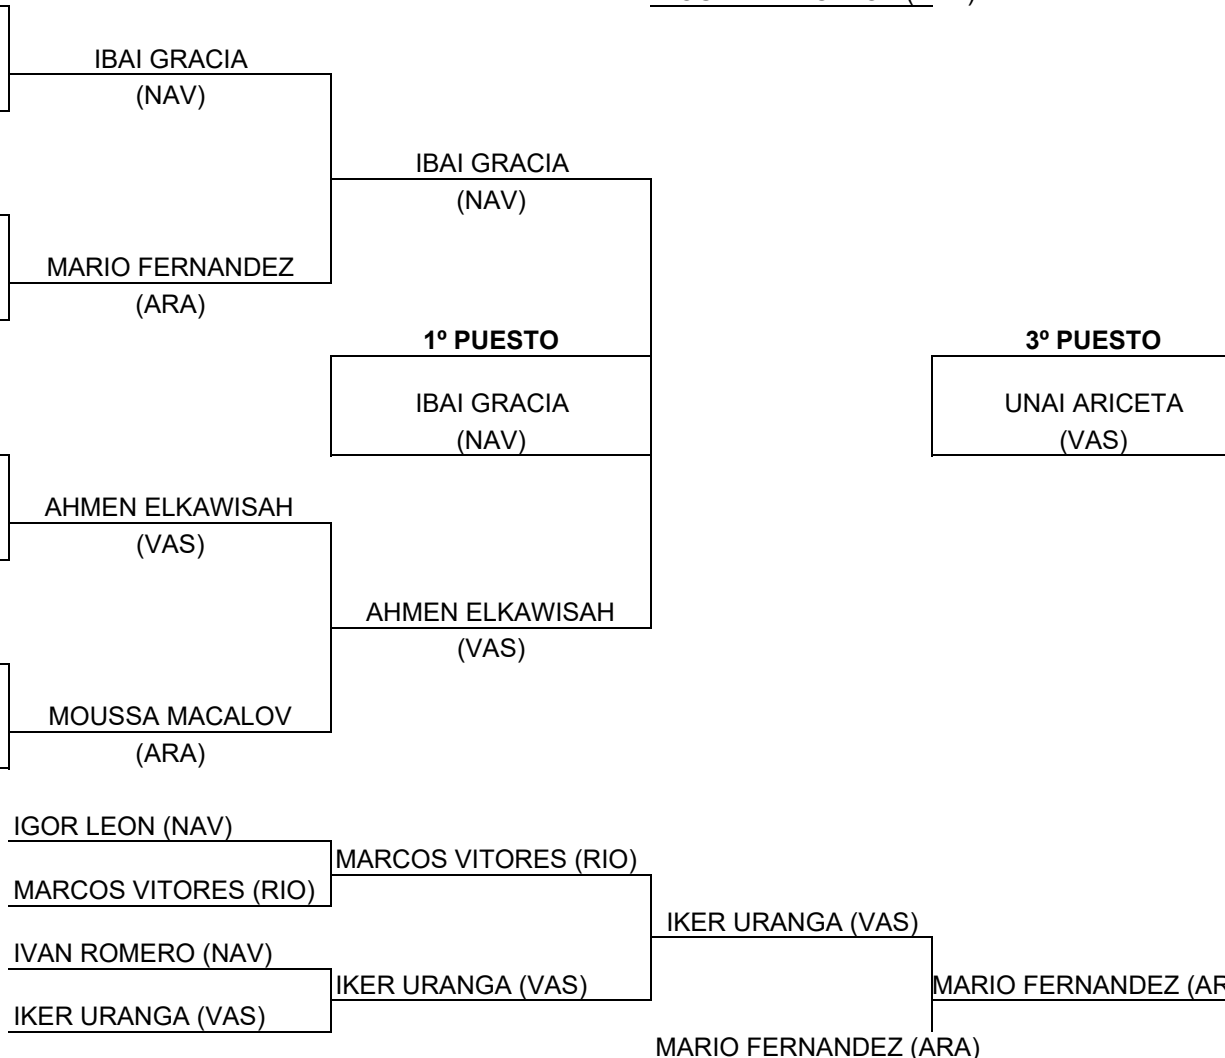 IBAI GRACIA
(NAV)
IBAI GRACIA
(NAV)
MARIO FERNANDEZ
(ARA)
1º PUESTO
3º PUESTO
IBAI GRACIA
(NAV)
UNAI ARICETA
(VAS)
AHMEN ELKAWISAH
(VAS)
AHMEN ELKAWISAH
(VAS)
MOUSSA MACALOV
(ARA)
IGOR LEON (NAV)
MARCOS VITORES (RIO)
MARCOS VITORES (RIO)
IKER URANGA (VAS)
IVAN ROMERO (NAV)
IKER URANGA (VAS)
MARIO FERNANDEZ (AR
IKER URANGA (VAS)
MARIO FERNANDEZ (ARA)